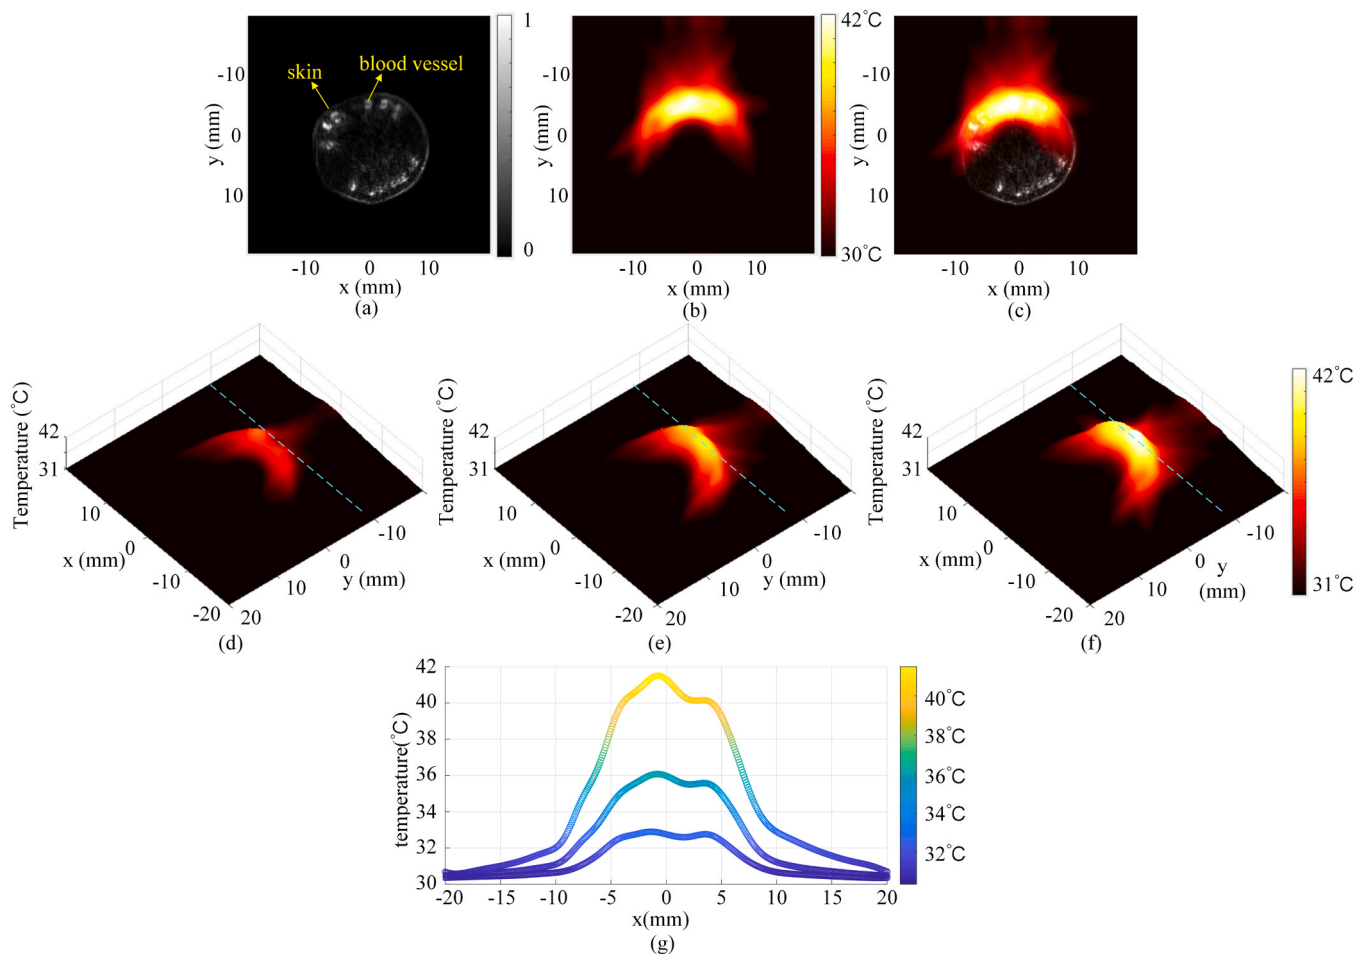 1
42℃
42℃
blood vessel
skin
-10
-10
-10
y (mm)
0
y (mm)
0
y (mm)
0
10
10
10
0
30℃
30℃
-10 0 10
-10 0 10
-10 0 10
x (mm)
x (mm)
x (mm)
(a)
(b)
(c)
Temperature (℃)
42
31
10
0
x (mm)
-10
-20
20
10
0
y (mm)
-10
(d)
Temperature (℃)
42
31
10
0
x (mm)
-10
-20
20
10
0
y (mm)
-10
(e)
Temperature (℃)
42
31
10
0
x (mm)
-10
-20
20
10
0
y
(mm)
-10
(f)
42℃
31℃
temperature(℃)
42
40
38
36
34
32
30
-20 -15 -10 -5 0 5 10 15 20
x(mm)
40℃
38℃
36℃
34℃
32℃
(g)